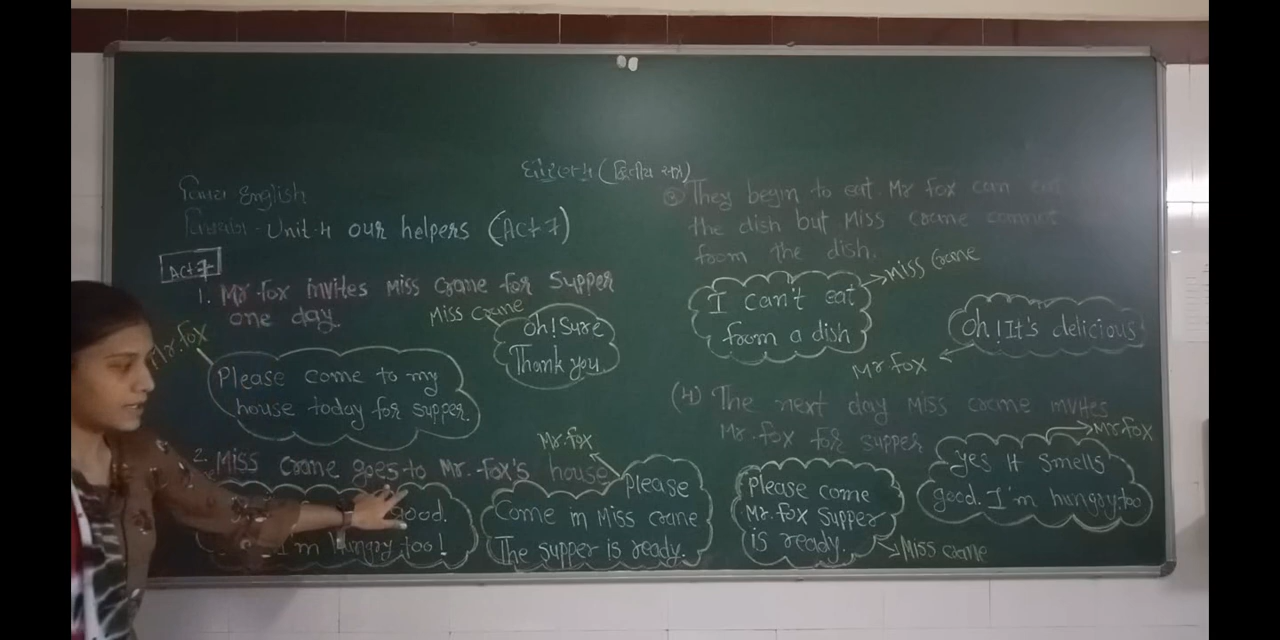 ધોરણ ૫ (દ્વિતીય સત્ર)
વિષય English
Unit-4 our helpers (Act 7)
Act 7
1. Mr fox invites Miss Crane for Supper
one day.
Miss Crane
oh! Sure
Thank you.
Mr. fox
Please come to my
house today for supper.
2. Miss Crane goes to Mr. Fox's house
good.
I'm hungry too!
Mr. fox
Please
Come in Miss Crane
The supper is ready.
They begin to eat Mr Fox can eat
the dish but Miss Crane cannot
from the dish.
Miss Crane
I can't eat
from a dish
oh! It's delicious
Mr Fox
(4) The next day Miss Crane invites
Mr. fox for supper
Mr. fox
yes It smells
good. I'm hungry too
please come
Mr. fox Supper
is ready.
Miss Crane